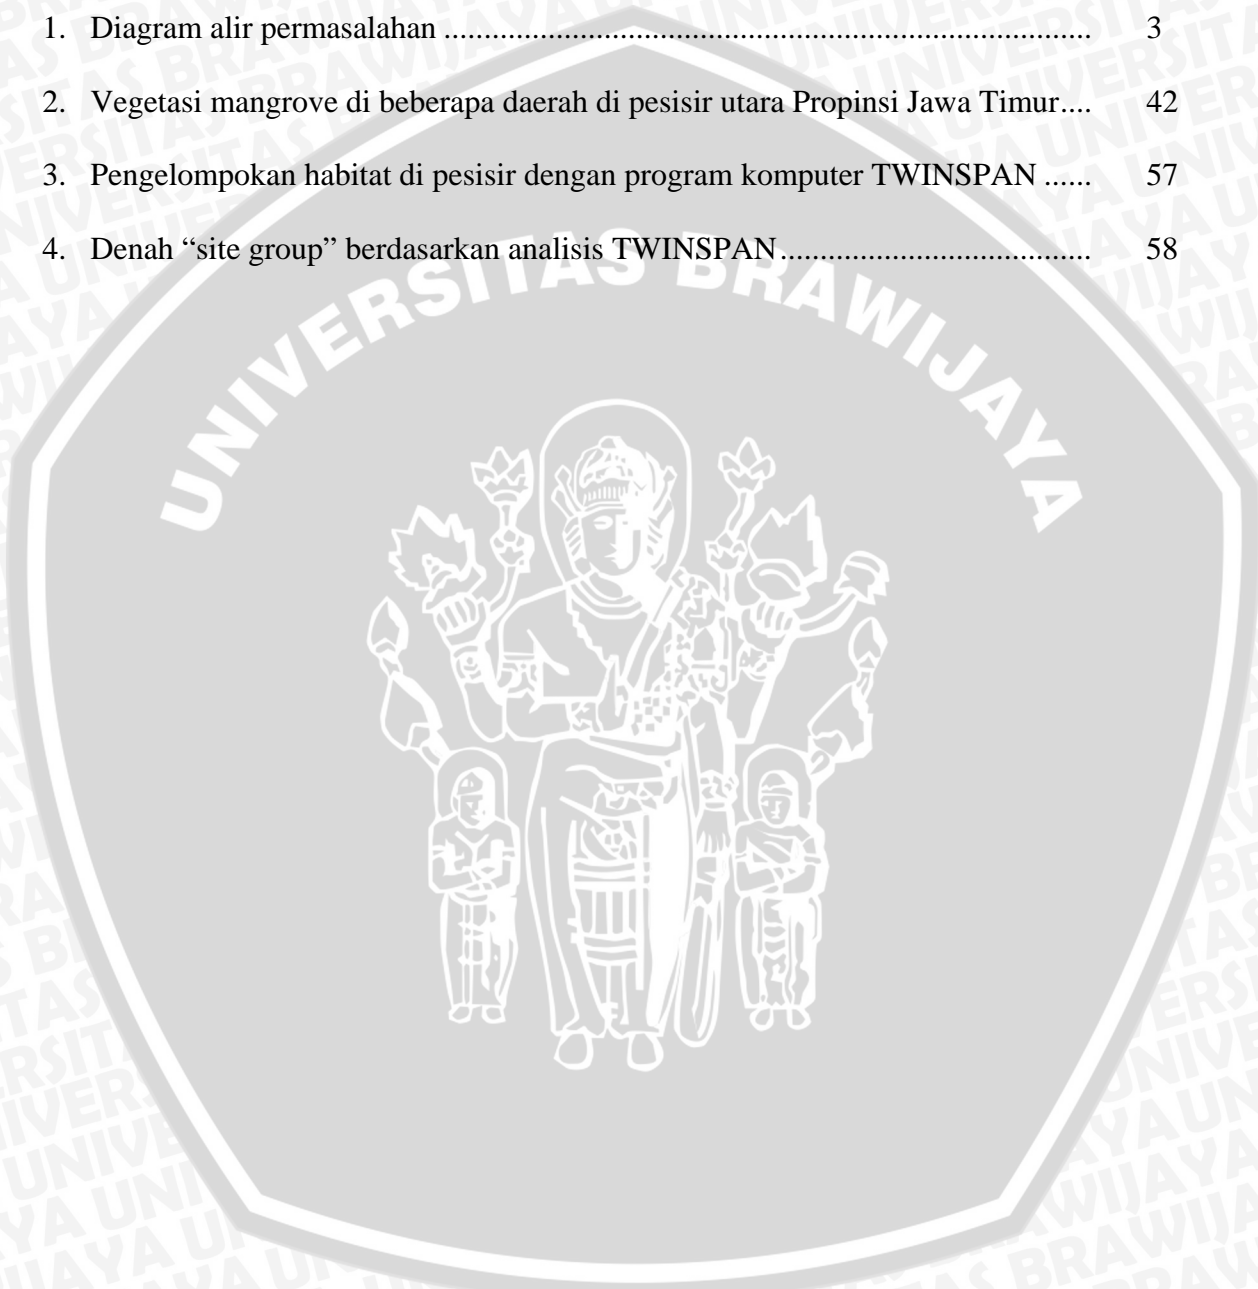 1. Diagram alir permasalahan ................................................................................ 3
2. Vegetasi mangrove di beberapa daerah di pesisir utara Propinsi Jawa Timur.... 42
3. Pengelompokan habitat di pesisir dengan program komputer TWINSPAN ...... 57
4. Denah “site group” berdasarkan analisis TWINSPAN...................................... 58
UNIVERSITAS BRAWIJAYA